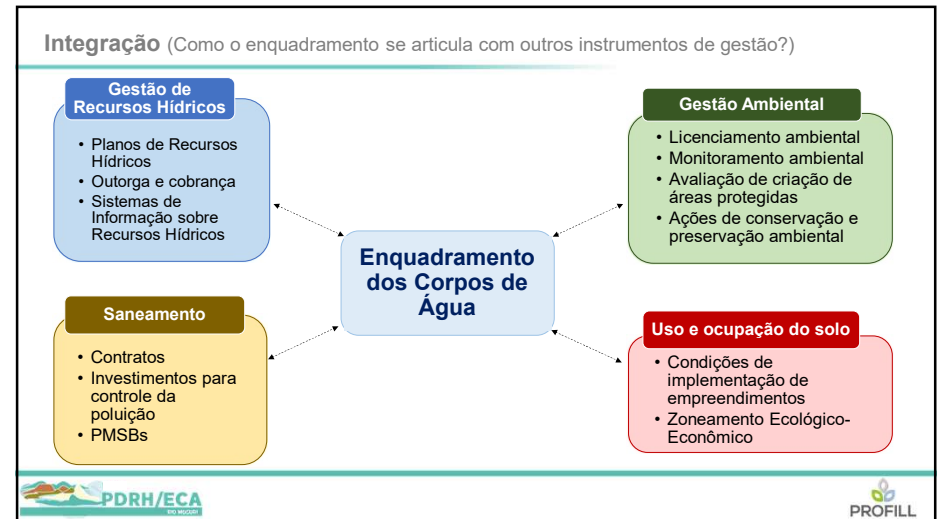 Integração (Como o enquadramento se articula com outros instrumentos de gestão?)
Gestão de
Recursos Hídricos
• Planos de Recursos
Hídricos
• Outorga e cobrança
• Sistemas de
Informação sobre
Recursos Hídricos
Gestão Ambiental
• Licenciamento ambiental
• Monitoramento ambiental
• Avaliação de criação de
áreas protegidas
• Ações de conservação e
preservação ambiental
Enquadramento
dos Corpos de
Água
Saneamento
• Contratos
• Investimentos para
controle da
poluição
• PMSBs
Uso e ocupação do solo
• Condições de
implementação de
empreendimentos
• Zoneamento Ecológico-
Econômico
PDRH/ECA
PROFILL